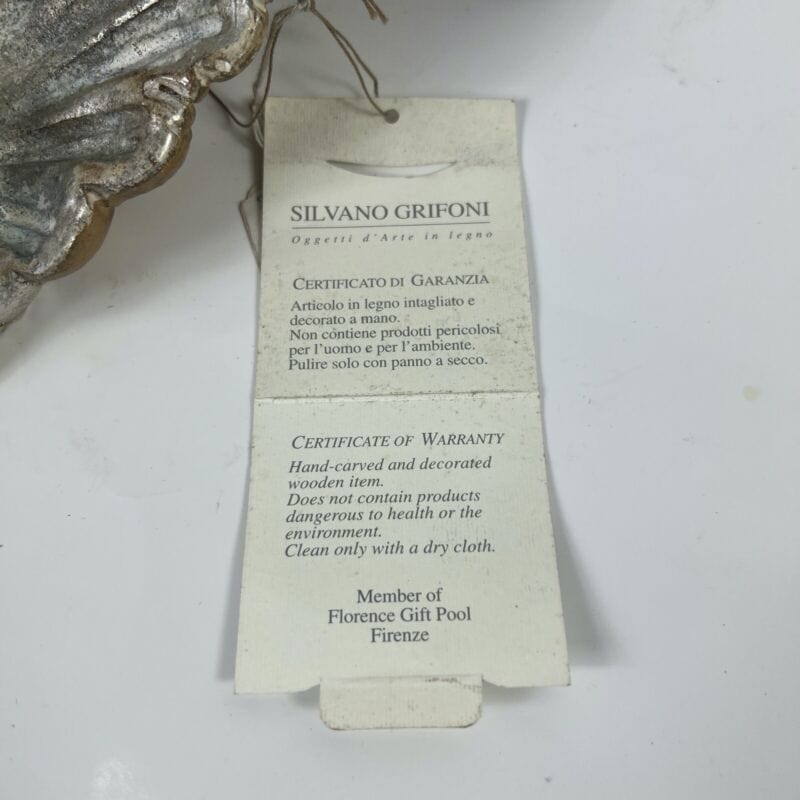 SILVANO GRIFONI
Oggetti d'Arte in legno
CERTIFICATO DI GARANZIA
Articolo in legno intagliato e
decorato a mano.
Non contiene prodotti pericolosi
per l'uomo e per l'ambiente.
Pulire solo con panno a secco.
CERTIFICATE OF WARRANTY
Hand-carved and decorated
wooden item.
Does not contain products
dangerous to health or the
environment.
Clean only with a dry cloth.
Member of
Florence Gift Pool
Firenze